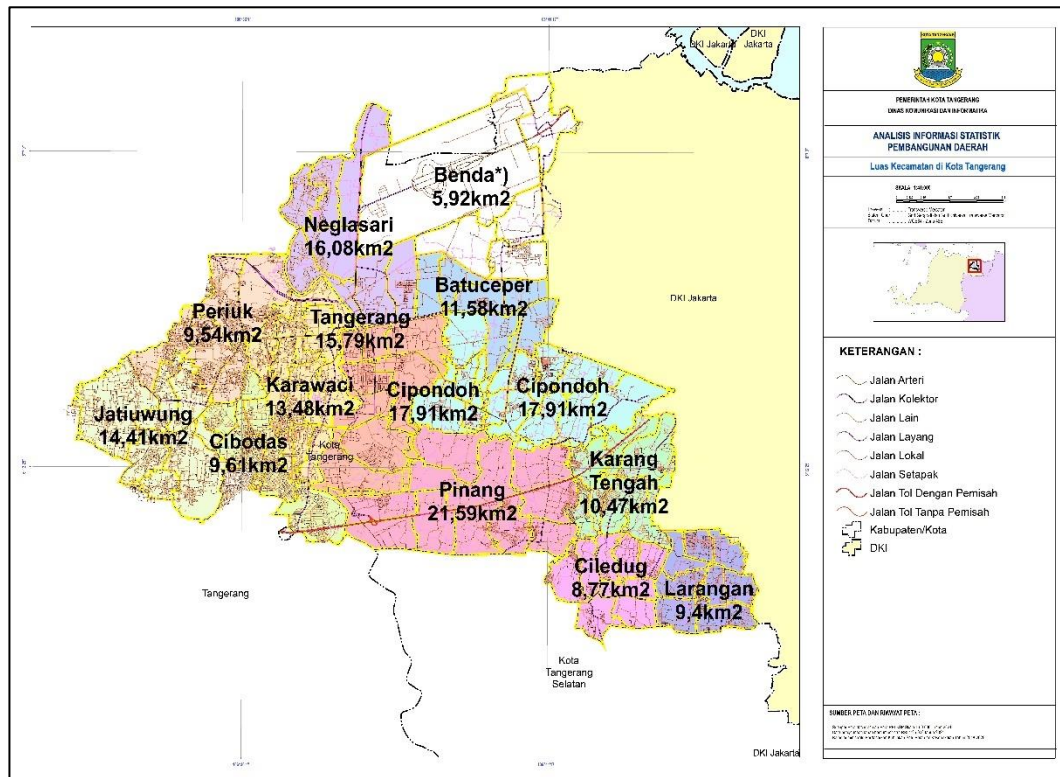 DKI Jakarta
DKI
Jakarta
Benda*)
5,92km2
Neglasari
16,08km2
Batuceper
11,58km2
DKI Jakarta
Periuk
9,54km2
Tangerang
15,79km2
Karawaci
13,48km2
Cipondoh
17,91km2
Cipondoh
17,91km2
Jatiuwung
14,41km2
Cibodas
9,61km2
Kota
Tangerang
Karang
Tengah
10,47km2
Pinang
21,59km2
Ciledug
8,77km2
Larangan
9,4km2
Tangerang
Kota
Tangerang
Selatan
DKI Jakarta
PEMERINTAH KOTA TANGERANG
DINAS KOMUNIKASI DAN INFORMATIKA
ANALISIS INFORMASI STATISTIK
PEMBANGUNAN DAERAH
Luas Kecamatan di Kota Tangerang
SKALA
KETERANGAN :
Jalan Arteri
Jalan Kolektor
Jalan Lain
Jalan Layang
Jalan Lokal
Jalan Setapak
Jalan Tol Dengan Pemisah
Jalan Tol Tanpa Pemisah
Kabupaten/Kota
DKI
SUMBER PETA DAN RIWAYAT PETA :